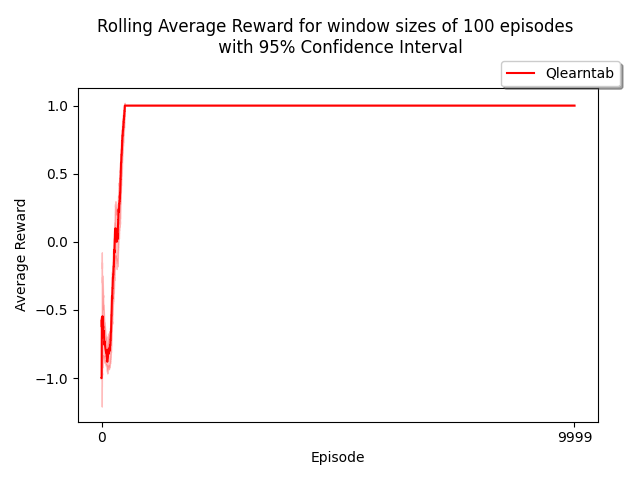 Rolling Average Reward for window sizes of 100 episodes
with 95% Confidence Interval
Qlearntab
1.0
0.5
0.0
−0.5
−1.0
Average Reward
0
9999
Episode